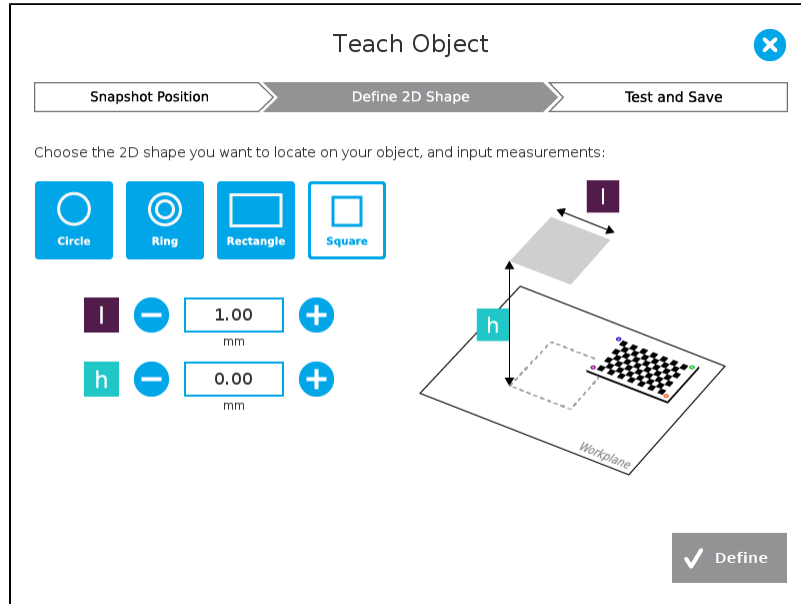 Teach Object
Snapshot Position Define 2D Shape Test and Save
Choose the 2D shape you want to locate on your object, and input measurements:
Circle Ring Rectangle Square
l
l 1.00
mm
h
h 0.00
mm
Workplane
Define